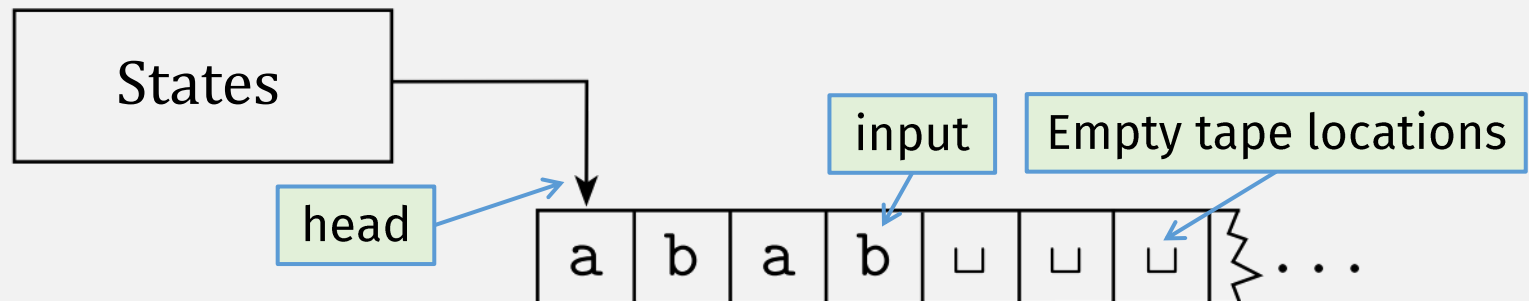 States
input
Empty tape locations
head
a b a b ␣ ␣ ␣ . . .